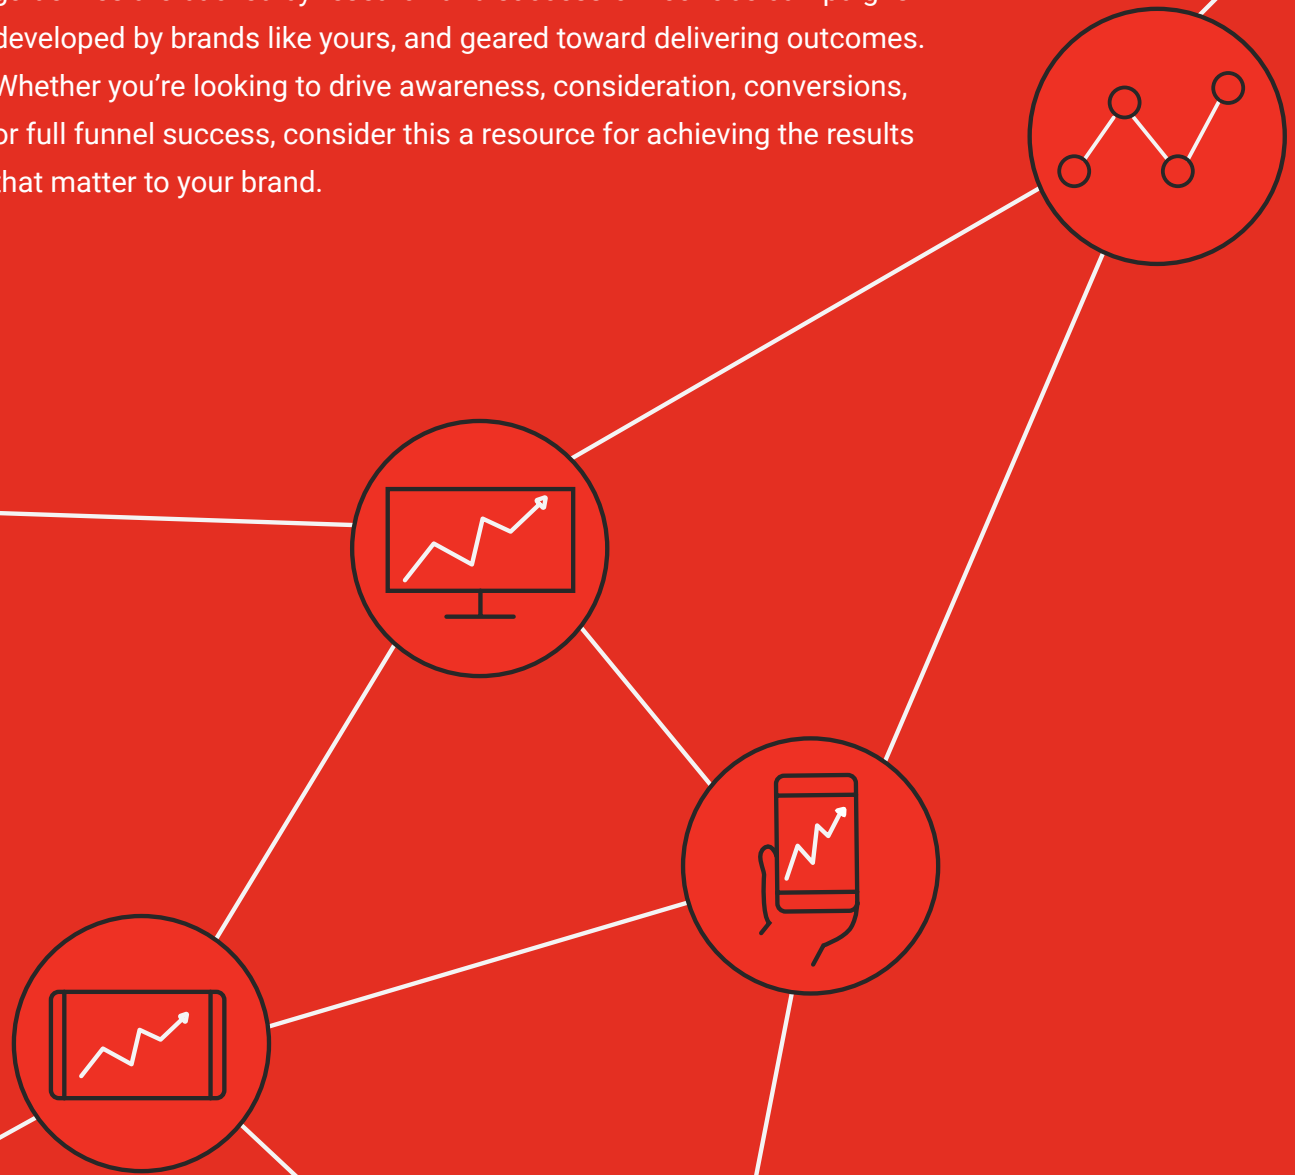 developed by brands like yours, and geared toward delivering outcomes.
Whether you’re looking to drive awareness, consideration, conversions,
or full funnel success, consider this a resource for achieving the results
that matter to your brand.